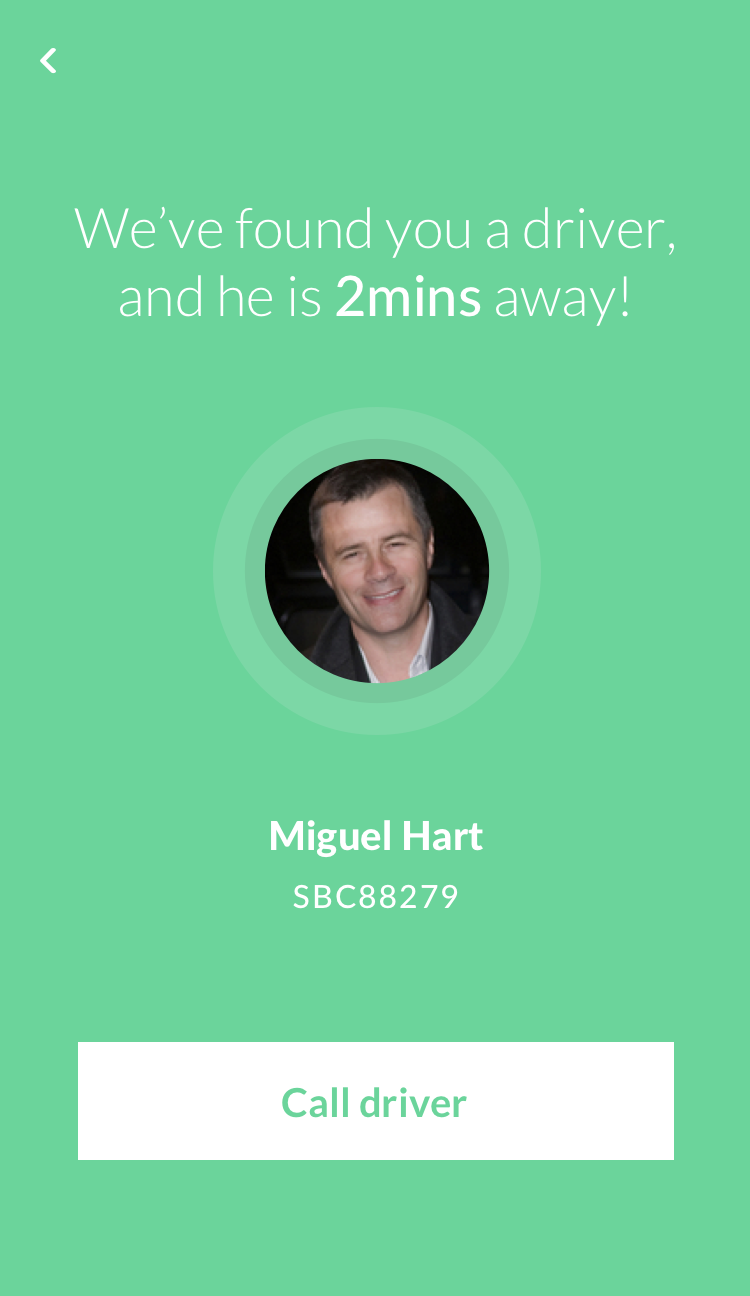 We’ve found you a driver,
and he is 2mins away!
Miguel Hart
SBC88279
Call driver